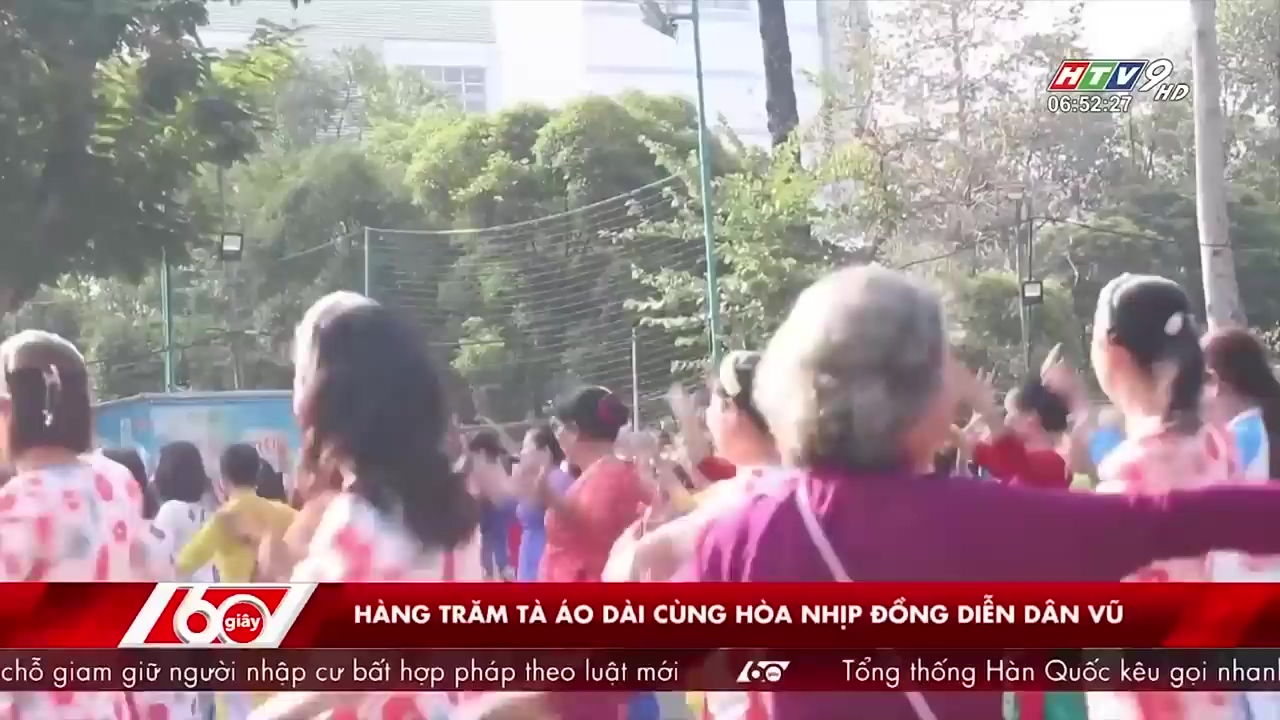 HTV9 HD
06:52:27
60 giây
HÀNG TRĂM TÀ ÁO DÀI CÙNG HÒA NHỊP ĐỒNG DIỄN DÂN VŨ
chỗ giam giữ người nhập cư bất hợp pháp theo luật mới 60 giây Tổng thống Hàn Quốc kêu gọi nhanh